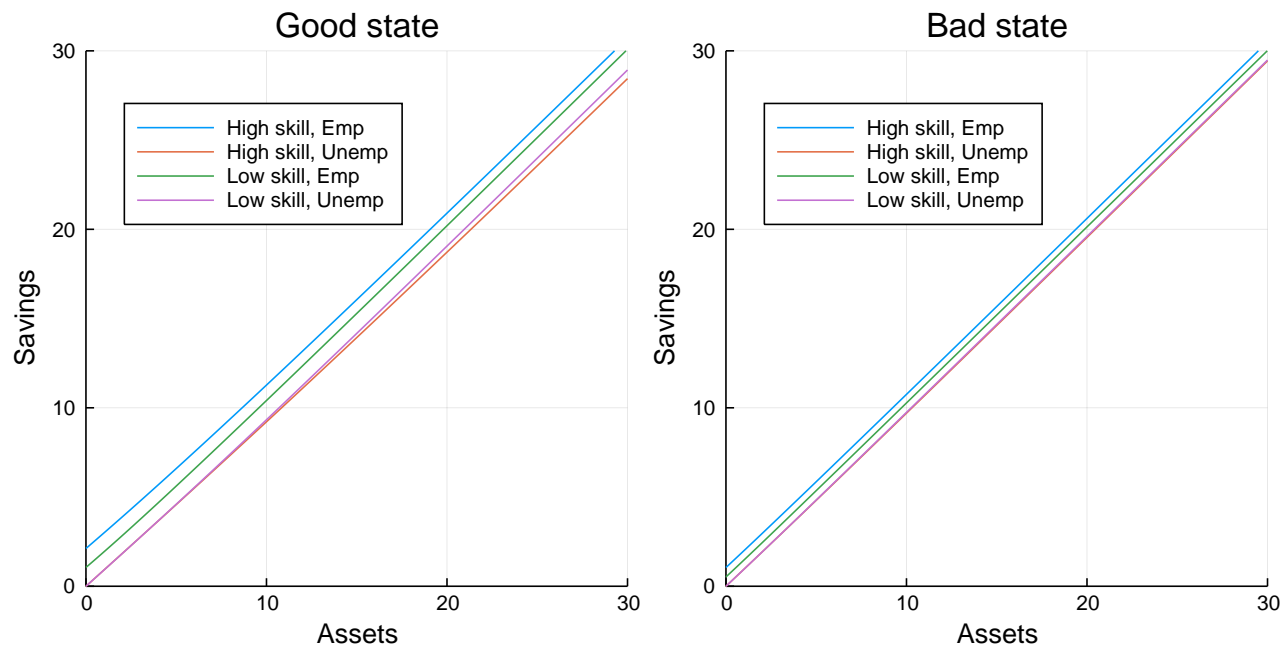 Good state
30
20
10
0
High skill, Emp
High skill, Unemp
Low skill, Emp
Low skill, Unemp
Savings
0
10
20
30
Assets
Bad state
30
20
10
0
High skill, Emp
High skill, Unemp
Low skill, Emp
Low skill, Unemp
Savings
0
10
20
30
Assets